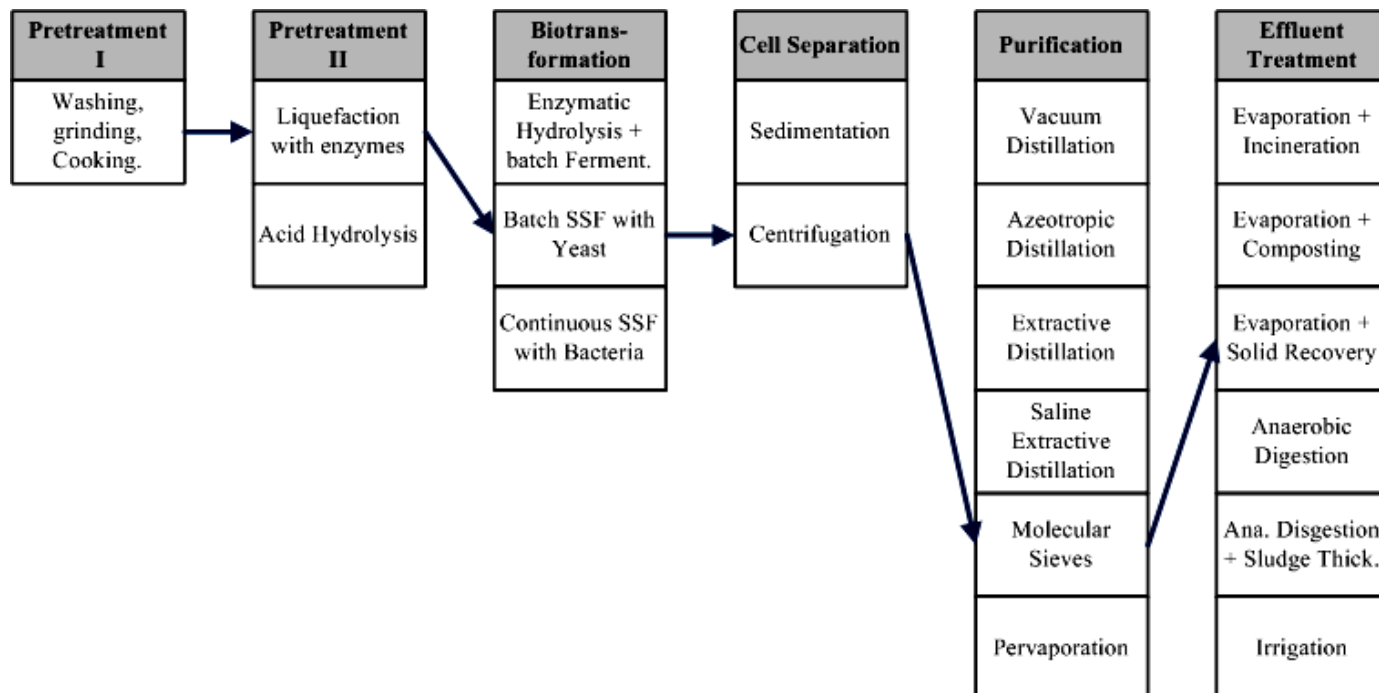 Pretreatment
I
Washing,
grinding,
Cooking.
Pretreatment
II
Liquefaction
with enzymes
Acid Hydrolysis
Biotrans-
formation
Enzymatic
Hydrolysis +
batch Ferment.
Batch SSF with
Yeast
Continuous SSF
with Bacteria
Cell Separation
Sedimentation
Centrifugation
Purification
Vacuum
Distillation
Azeotropic
Distillation
Extractive
Distillation
Saline
Extractive
Distillation
Molecular
Sieves
Pervaporation
Effluent
Treatment
Evaporation +
Incineration
Evaporation +
Composting
Evaporation +
Solid Recovery
Anaerobic
Digestion
Ana. Disgestion
+ Sludge Thick.
Irrigation